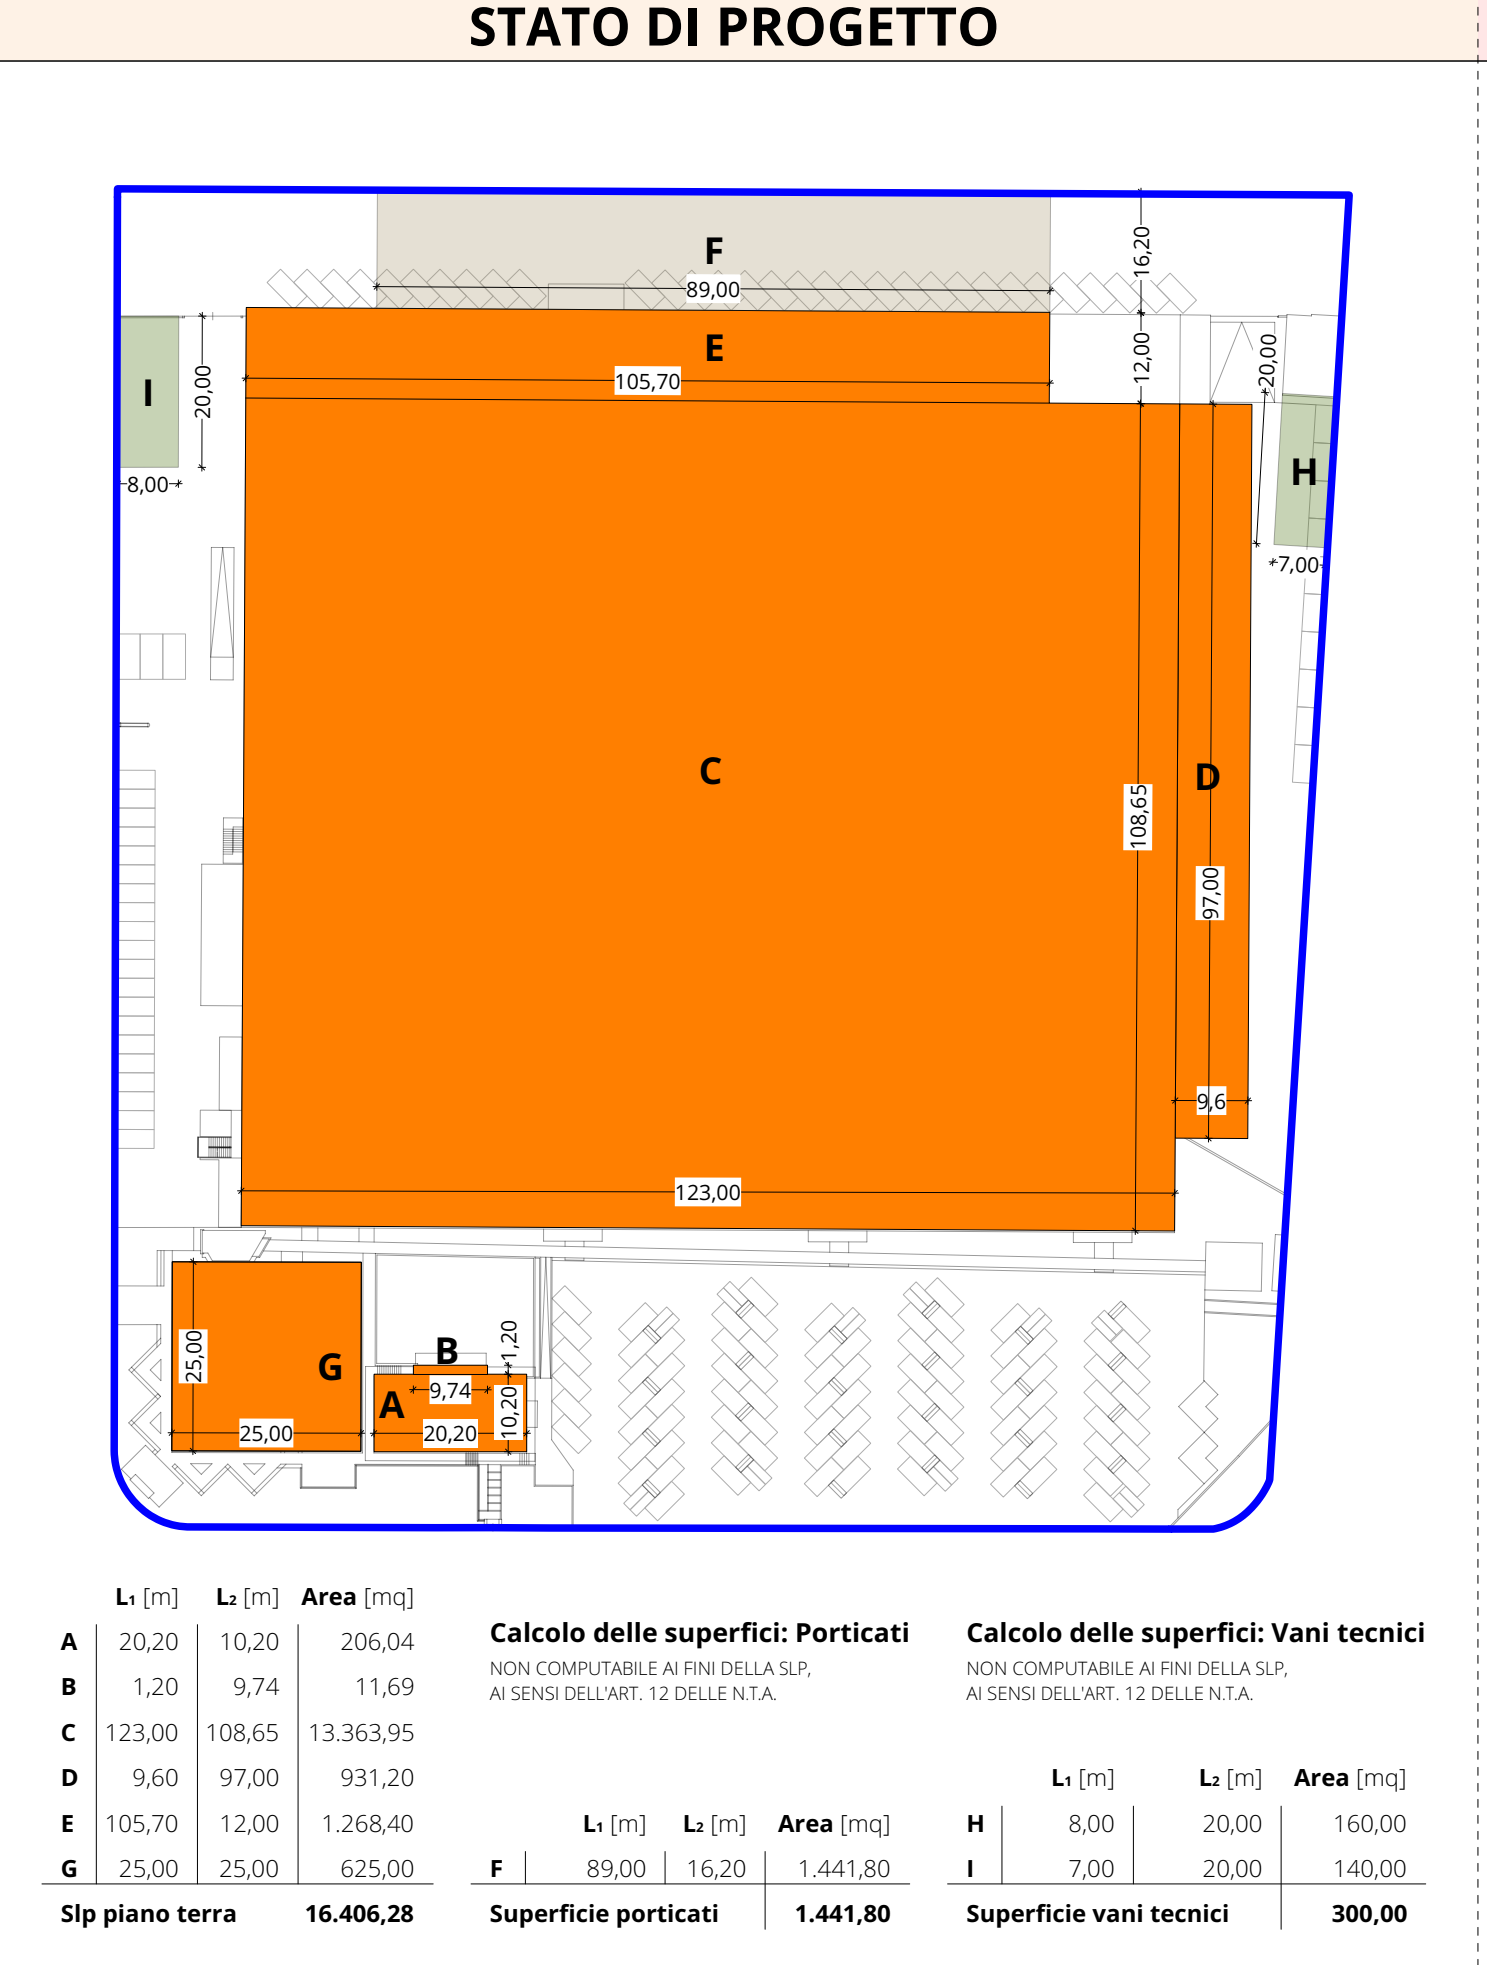 STATO DI PROGETTO
F
16,20
89,00
E
12,00
20,00
I
20,00
105,70
H
8,00
7,00
C
D
108,65
97,00
9,6
123,00
25,00
G
B
1,20
A
9,74
10,20
25,00
20,20
L1 [m] L2 [m] Area [mq]
A 20,20 10,20 206,04
B 1,20 9,74 11,69
C 123,00 108,65 13.363,95
D 9,60 97,00 931,20
E 105,70 12,00 1.268,40
G 25,00 25,00 625,00
Slp piano terra 16.406,28
Calcolo delle superfici: Porticati
NON COMPUTABILE AI FINI DELLA SLP,
AI SENSI DELL'ART. 12 DELLE N.T.A.
L1 [m] L2 [m] Area [mq]
F 89,00 16,20 1.441,80
Superficie porticati 1.441,80
Calcolo delle superfici: Vani tecnici
NON COMPUTABILE AI FINI DELLA SLP,
AI SENSI DELL'ART. 12 DELLE N.T.A.
L1 [m] L2 [m] Area [mq]
H 8,00 20,00 160,00
I 7,00 20,00 140,00
Superficie vani tecnici 300,00